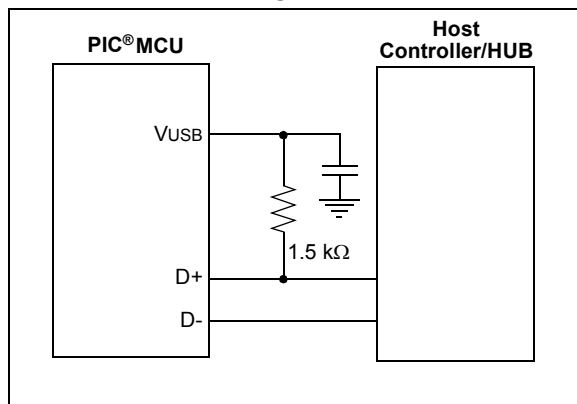 PIC® MCU
Host
Controller/HUB
VUSB
1.5 kΩ
D+
D-